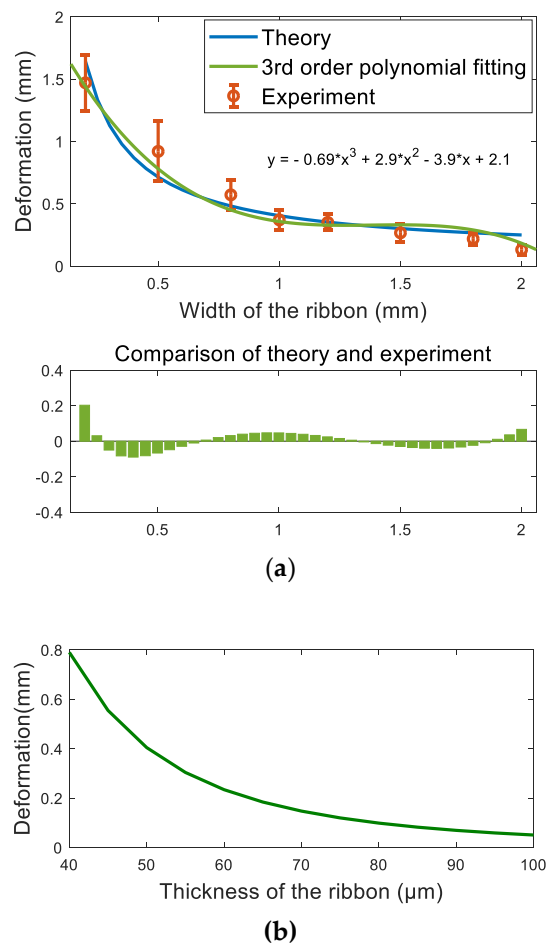 2
1.5
1
0.5
0
Deformation (mm)
Theory
3rd order polynomial fitting
Experiment
y = - 0.69*x^3 + 2.9*x^2 - 3.9*x + 2.1
0.5 1 1.5 2
Width of the ribbon (mm)
Comparison of theory and experiment
0.4
0.2
0
-0.2
-0.4
0.5 1 1.5 2
(a)
0.8
0.6
0.4
0.2
0
Deformation(mm)
40 50 60 70 80 90 100
Thickness of the ribbon (μm)
(b)